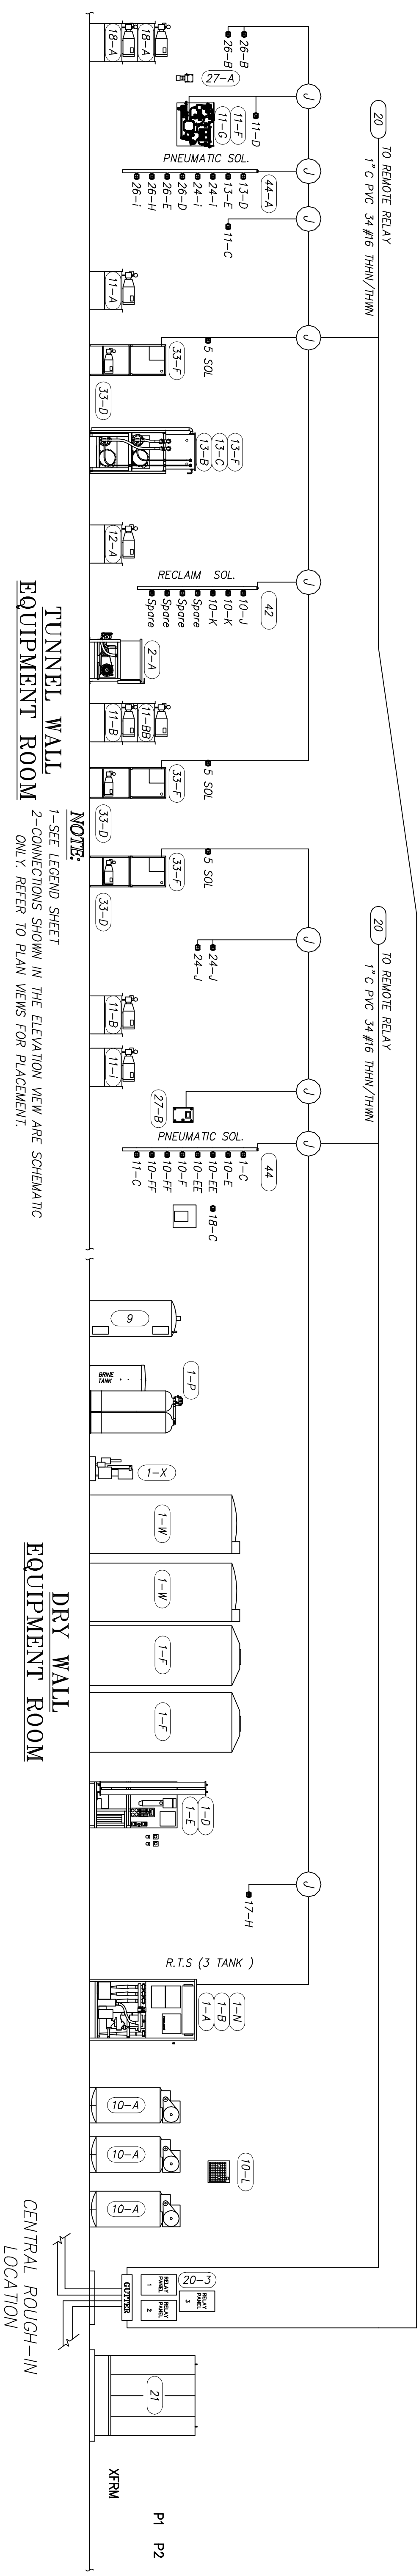 20
TO REMOTE RELAY
1" C PVC  34 #16 THHN/THWN
20
TO REMOTE RELAY
1" C PVC  34 #16 THHN/THWN
J
J
J
J
J
J
J
J
J
18-A
18-A
26-B
26-B
27-A
11-D
11-F
11-G
PNEUMATIC SOL.
44-A
13-D
13-E
24-i
24-i
26-D
26-E
26-H
26-i
11-C
11-A
5 SOL
33-F
33-D
13-F
13-C
13-B
12-A
RECLAIM SOL.
42
10-J
10-K
10-K
Spare
Spare
Spare
Spare
2-A
11-BB
11-B
5 SOL
33-F
33-D
5 SOL
33-F
33-D
24-J
24-J
11-B
11-i
27-B
PNEUMATIC SOL.
44
1-C
10-E
10-EE
10-EE
10-F
10-FF
10-FF
11-C
18-C
9
BRINE
TANK
1-P
1-X
1-W
1-W
1-F
1-F
1-D
1-E
17-H
R.T.S (3 TANK )
1-N
1-B
1-A
10-A
10-A
10-A
10-L
20-3
RELAY
PANEL
3
RELAY
PANEL
1
RELAY
PANEL
2
GUTTER
21
XFRM
P1
P2
CENTRAL ROUGH-IN
LOCATION
TUNNEL WALL
EQUIPMENT ROOM
DRY WALL
EQUIPMENT ROOM
NOTE:
1-SEE LEGEND SHEET
2-CONNECTIONS SHOWN IN THE ELEVATION VIEW ARE SCHEMATIC
ONLY. REFER TO PLAN VIEWS FOR PLACEMENT.